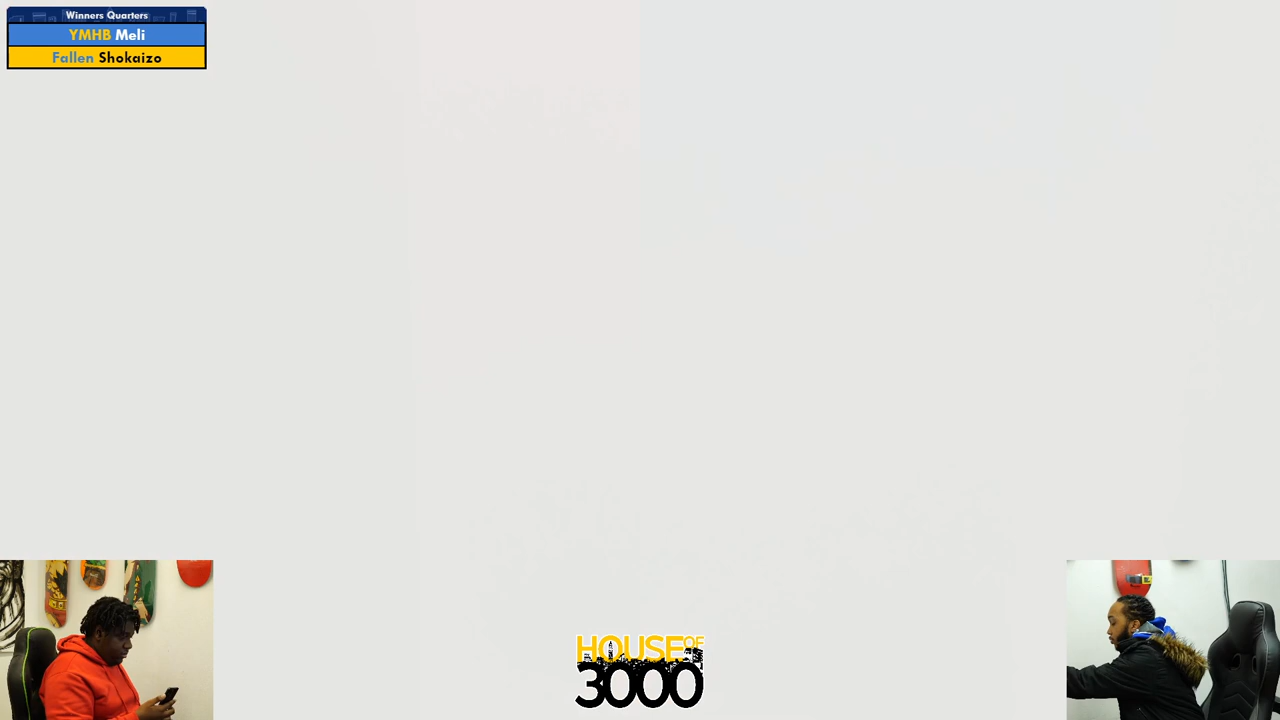 Winners Quarters
YMHB Meli
Fallen Shokaizo
HOUSE OF
3000